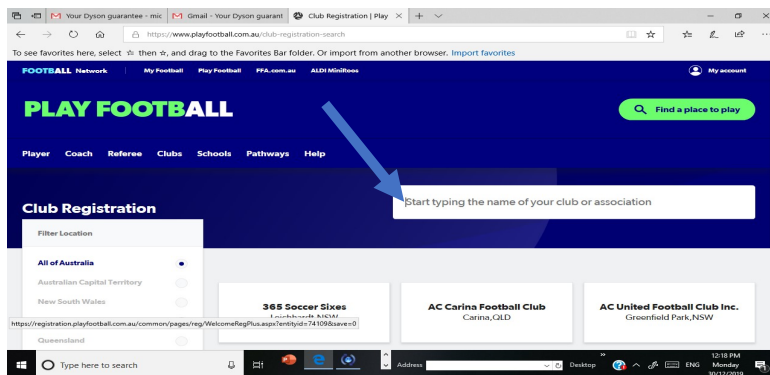 Your Dyson guarantee - mic
Gmail - Your Dyson guarant
Club Registration | Play
https://www.playfootball.com.au/club-registration-search
To see favorites here, select ☆ then ☆, and drag to the Favorites Bar folder. Or import from another browser. Import favorites
FOOTBALL Network My Football Play Football FFA.com.au ALDI MiniRoos My account
PLAY FOOTBALL
Find a place to play
Player Coach Referee Clubs Schools Pathways Help
Start typing the name of your club or association
Club Registration
Filter Location
All of Australia
Australian Capital Territory
New South Wales
365 Soccer Sixes
Leichhardt,NSW
AC Carina Football Club
Carina,QLD
AC United Football Club Inc.
Greenfield Park,NSW
https://registration.playfootball.com.au/common/pages/reg/WelcomeRegPlus.aspx?entityid=74109&save=0
Queensland
Type here to search
Address
Desktop
ENG
12:18 PM
Monday
30/12/2019